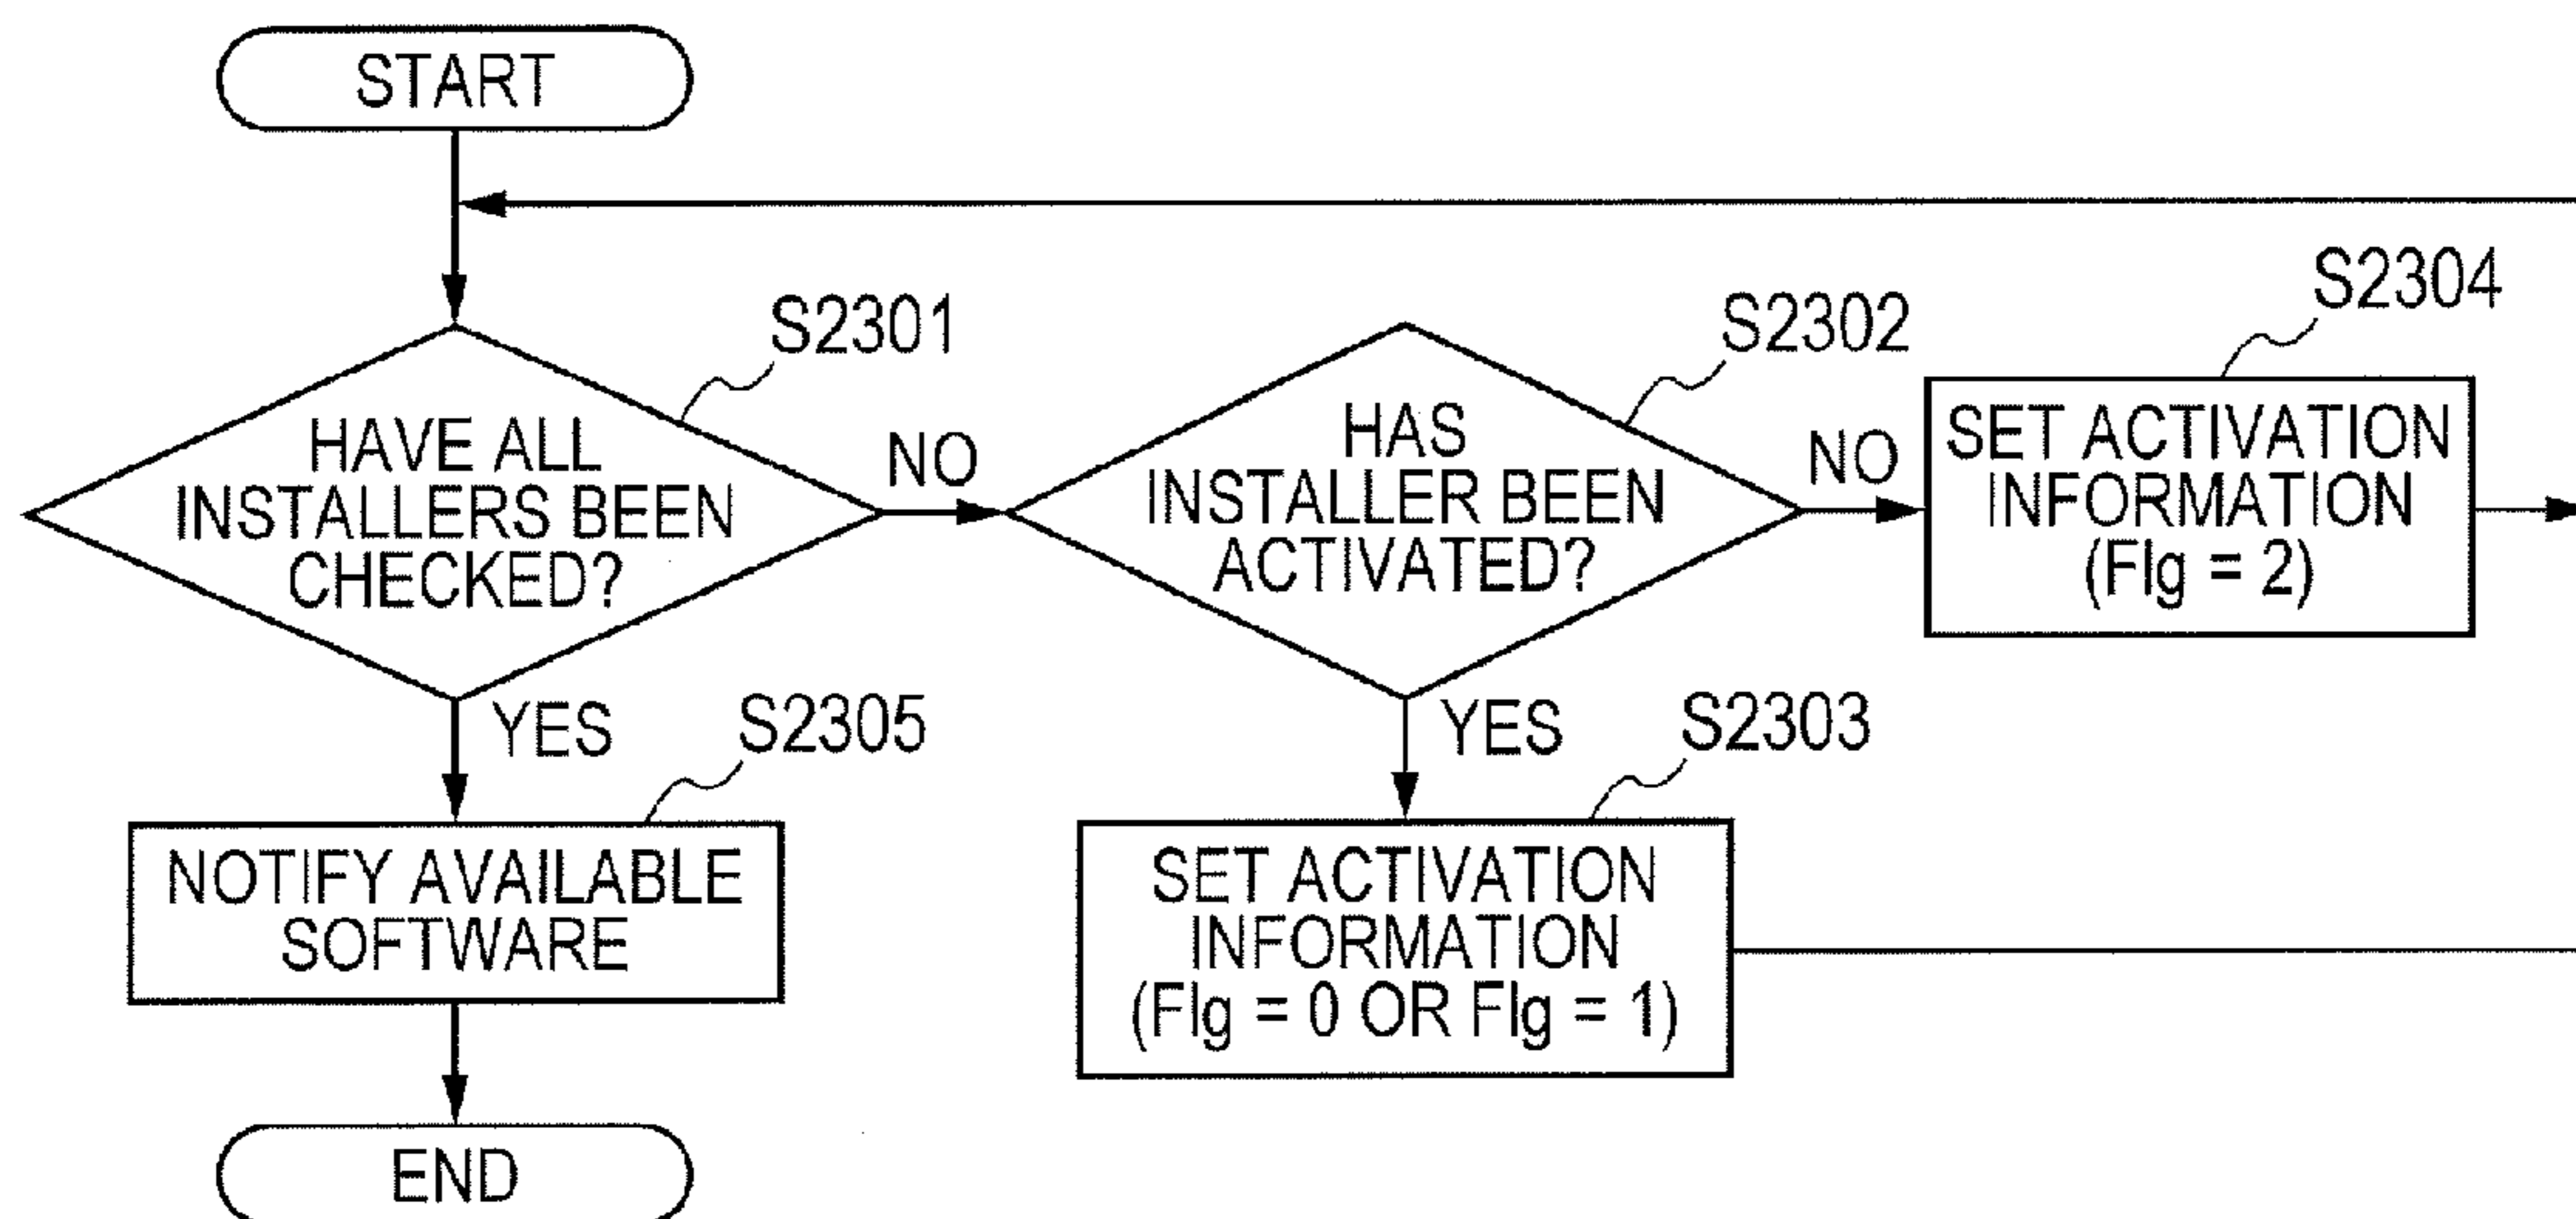 START
S2301
HAVE ALL
INSTALLERS BEEN
CHECKED?
NO
YES
S2302
HAS
INSTALLER BEEN
ACTIVATED?
NO
YES
S2304
SET ACTIVATION
INFORMATION
(Flg = 2)
S2305
NOTIFY AVAILABLE
SOFTWARE
S2303
SET ACTIVATION
INFORMATION
(Flg = 0 OR Flg = 1)
END